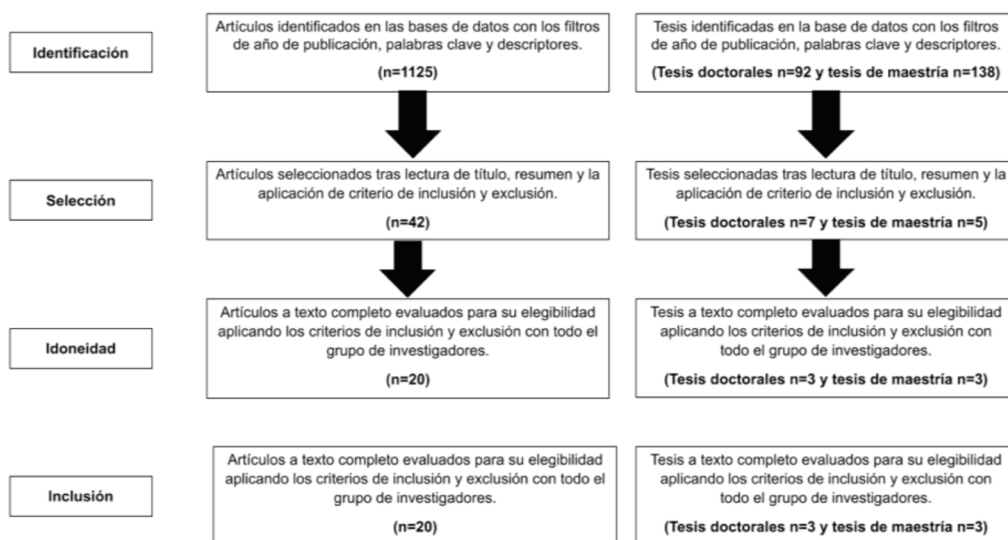 Identificación
Artículos identificados en las bases de datos con los filtros
de año de publicación, palabras clave y descriptores.
(n=1125)
Tesis identificadas en la base de datos con los filtros
de año de publicación, palabras clave y descriptores.
(Tesis doctorales n=92 y tesis de maestría n=138)
Selección
Artículos seleccionados tras lectura de título, resumen y la
aplicación de criterio de inclusión y exclusión.
(n=42)
Tesis seleccionadas tras lectura de título, resumen y la
aplicación de criterio de inclusión y exclusión.
(Tesis doctorales n=7 y tesis de maestría n=5)
Idoneidad
Artículos a texto completo evaluados para su elegibilidad
aplicando los criterios de inclusión y exclusión con todo el
grupo de investigadores.
(n=20)
Tesis a texto completo evaluados para su elegibilidad
aplicando los criterios de inclusión y exclusión con
todo el grupo de investigadores.
(Tesis doctorales n=3 y tesis de maestría n=3)
Inclusión
Artículos a texto completo evaluados para su elegibilidad
aplicando los criterios de inclusión y exclusión con todo el
grupo de investigadores.
(n=20)
Tesis a texto completo evaluados para su elegibilidad
aplicando los criterios de inclusión y exclusión con
todo el grupo de investigadores.
(Tesis doctorales n=3 y tesis de maestría n=3)